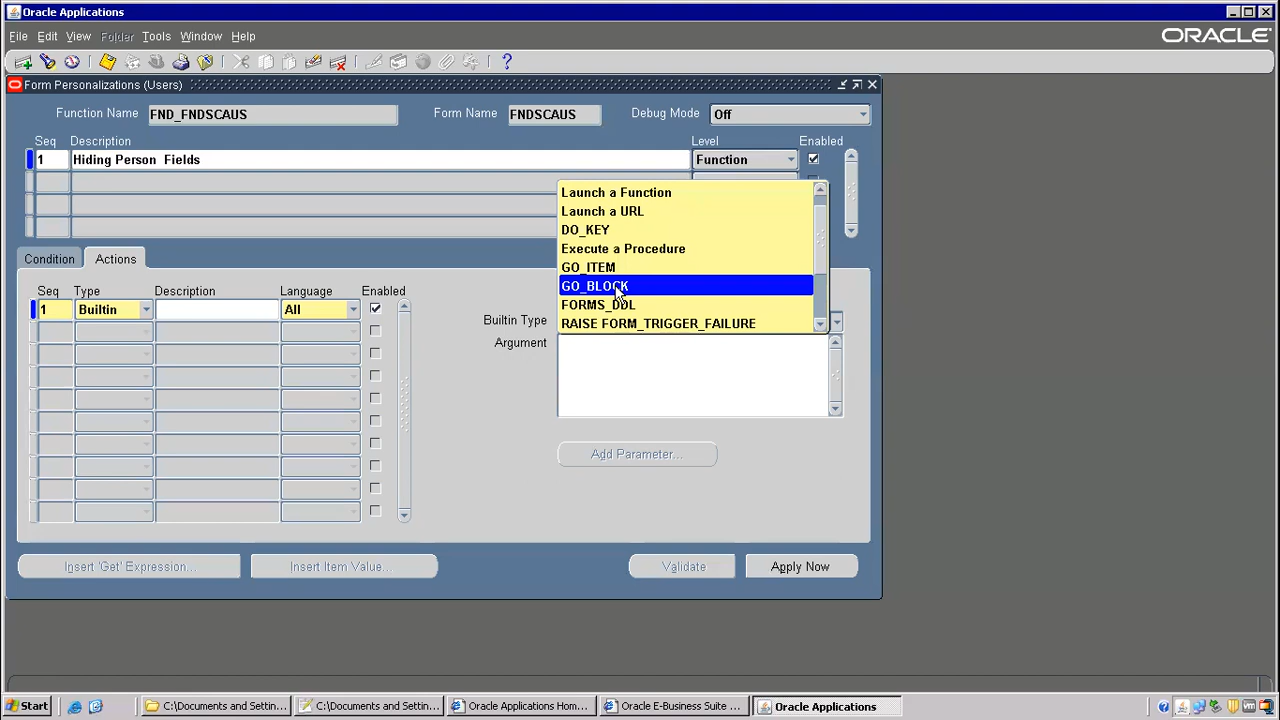 Oracle Applications
File Edit View Folder Tools Window Help
ORACLE
Form Personalizations (Users)
Function Name FND_FNDSCAUS Form Name FNDSCAUS Debug Mode Off
Seq Description Level Enabled
1 Hiding Person Fields Function
Launch a Function
Launch a URL
DO_KEY
Execute a Procedure
GO_ITEM
GO_BLOCK
FORMS_DDL
RAISE FORM_TRIGGER_FAILURE
Condition Actions
Seq Type Description Language Enabled
1 Builtin All
Builtin Type
Argument
Add Parameter...
Insert 'Get' Expression... Insert Item Value... Validate Apply Now
Start C:\Documents and Setting... C:\Documents and Setting... Oracle Applications... Oracle E-Business Suite ... Oracle Applications